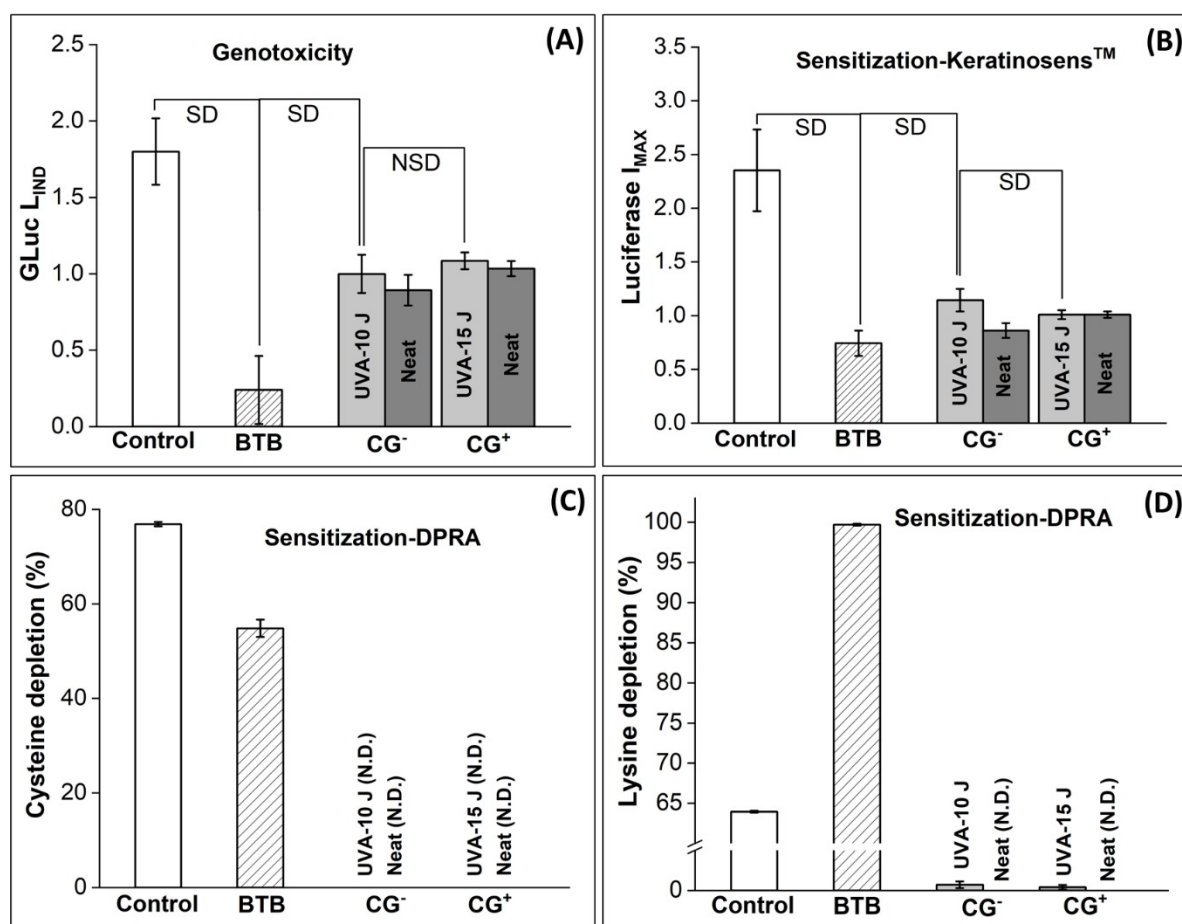 (A)
Genotoxicity
GLuc L_IND
2.5
2.0
1.5
1.0
0.5
0.0
SD
SD
NSD
UVA-10 J
Neat
UVA-15 J
Neat
Control
BTB
CG⁻
CG⁺
(B)
Sensitization-Keratinosens™
Luciferase I_MAX
3.5
3.0
2.5
2.0
1.5
1.0
0.5
0.0
SD
SD
SD
UVA-10 J
Neat
UVA-15 J
Neat
Control
BTB
CG⁻
CG⁺
(C)
Sensitization-DPRA
Cysteine depletion (%)
80
60
40
20
0
UVA-10 J (N.D.)
Neat (N.D.)
UVA-15 J (N.D.)
Neat (N.D.)
Control
BTB
CG⁻
CG⁺
(D)
Sensitization-DPRA
Lysine depletion (%)
100
95
90
85
80
75
70
65
0
UVA-10 J
Neat (N.D.)
UVA-15 J
Neat (N.D.)
Control
BTB
CG⁻
CG⁺